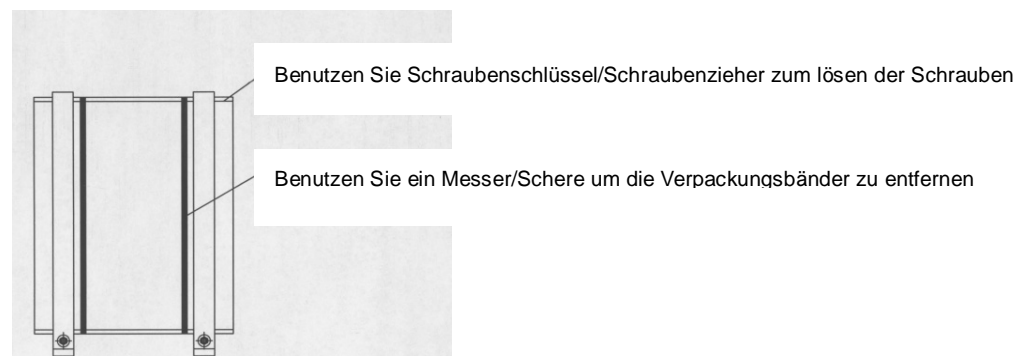 Benutzen Sie Schraubenschlüssel/Schraubenzieher zum lösen der Schrauben
Benutzen Sie ein Messer/Schere um die Verpackungsbänder zu entfernen